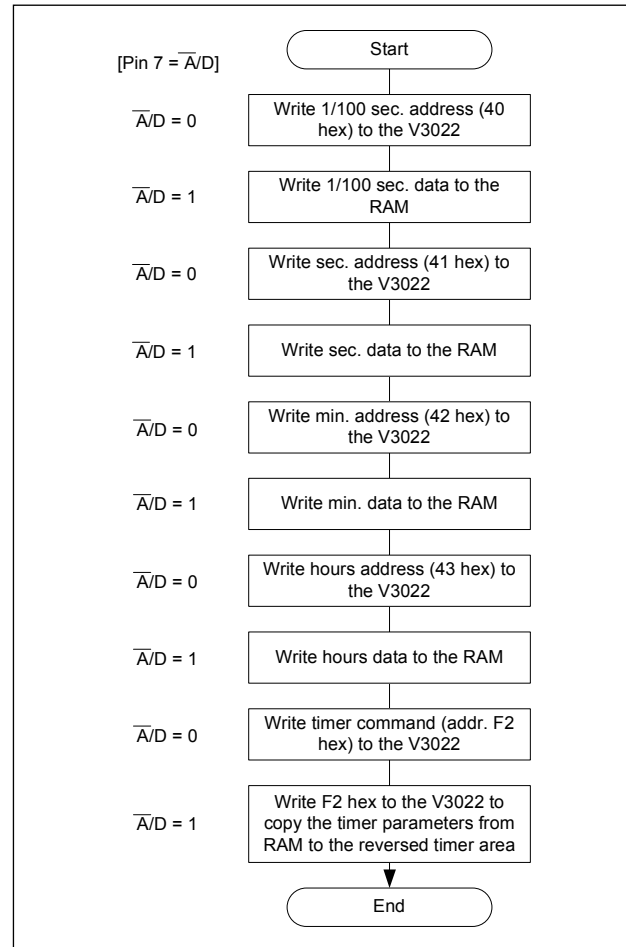 Start
[Pin 7 = A̅/D]
A̅/D = 0
Write 1/100 sec. address (40
hex) to the V3022
A̅/D = 1
Write 1/100 sec. data to the
RAM
A̅/D = 0
Write sec. address (41 hex) to
the V3022
A̅/D = 1
Write sec. data to the RAM
A̅/D = 0
Write min. address (42 hex) to
the V3022
A̅/D = 1
Write min. data to the RAM
A̅/D = 0
Write hours address (43 hex) to
the V3022
A̅/D = 1
Write hours data to the RAM
A̅/D = 0
Write timer command (addr. F2
hex) to the V3022
A̅/D = 1
Write F2 hex to the V3022 to
copy the timer parameters from
RAM to the reversed timer area
End